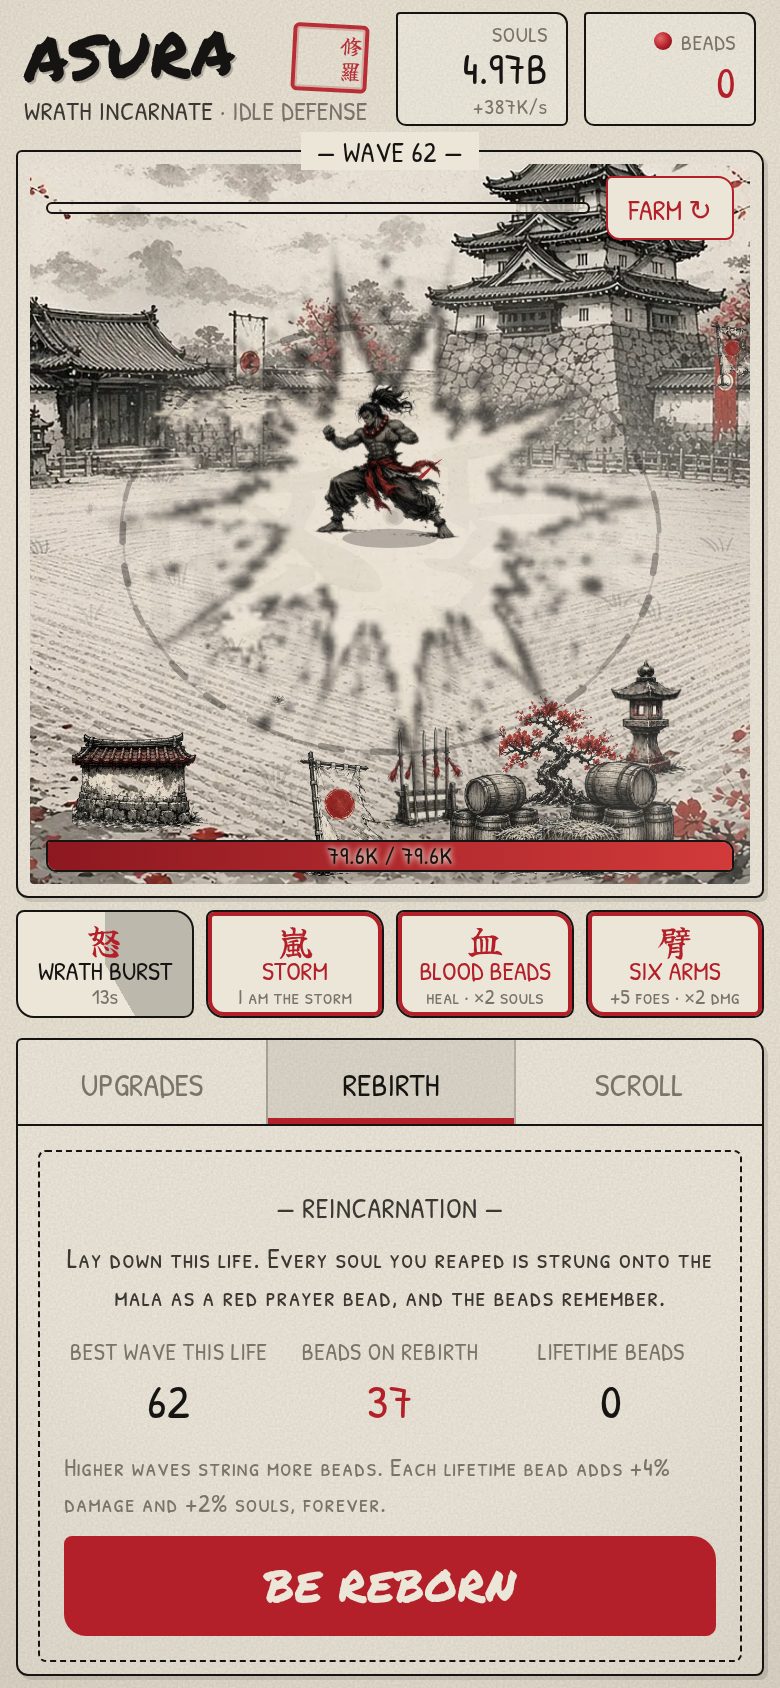 ASURA
修
羅
WRATH INCARNATE · IDLE DEFENSE
SOULS
4.97B
+387K/s
BEADS
0
— WAVE 62 —
FARM ↻
79.6K / 79.6K
怒
WRATH BURST
13s
嵐
STORM
I AM THE STORM
血
BLOOD BEADS
HEAL · ×2 SOULS
臂
SIX ARMS
+5 FOES · ×2 DMG
UPGRADES
REBIRTH
SCROLL
— REINCARNATION —
Lay down this life. Every soul you reaped is strung onto the
mala as a red prayer bead, and the beads remember.
BEST WAVE THIS LIFE
62
BEADS ON REBIRTH
37
LIFETIME BEADS
0
Higher waves string more beads. Each lifetime bead adds +4%
damage and +2% souls, forever.
BE REBORN